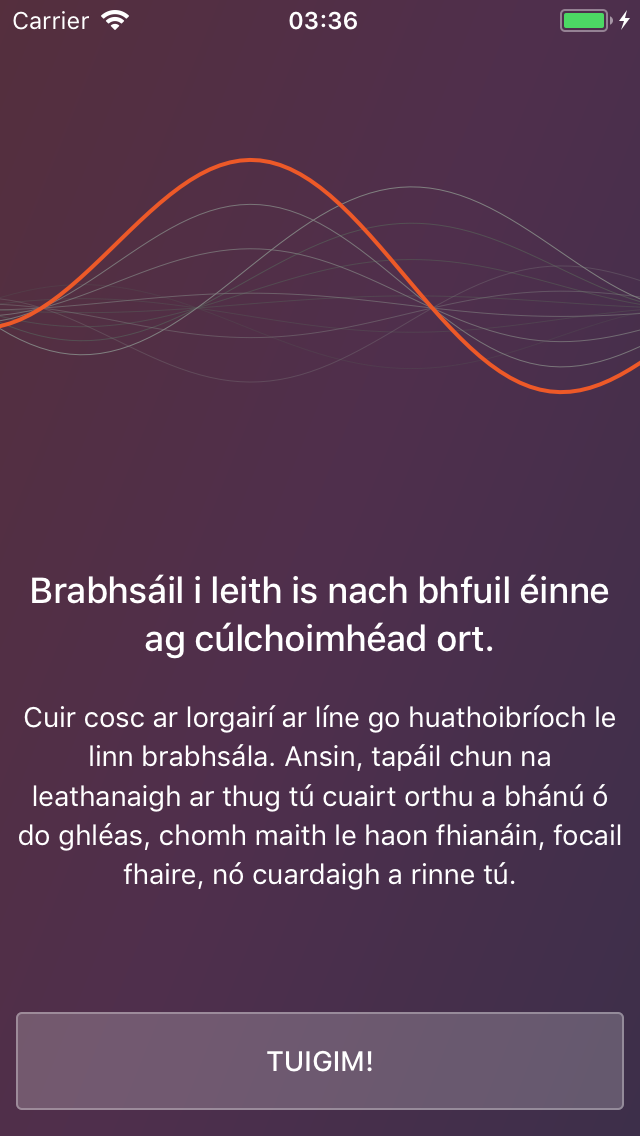 Carrier 03:36
Brabhsáil i leith is nach bhfuil éinne
ag cúlchoimhéad ort.
Cuir cosc ar lorgairí ar líne go huathoibríoch le
linn brabhsála. Ansin, tapáil chun na
leathanaigh ar thug tú cuairt orthu a bhánú ó
do ghléas, chomh maith le haon fhianáin, focail
fhaire, nó cuardaigh a rinne tú.
TUIGIM!